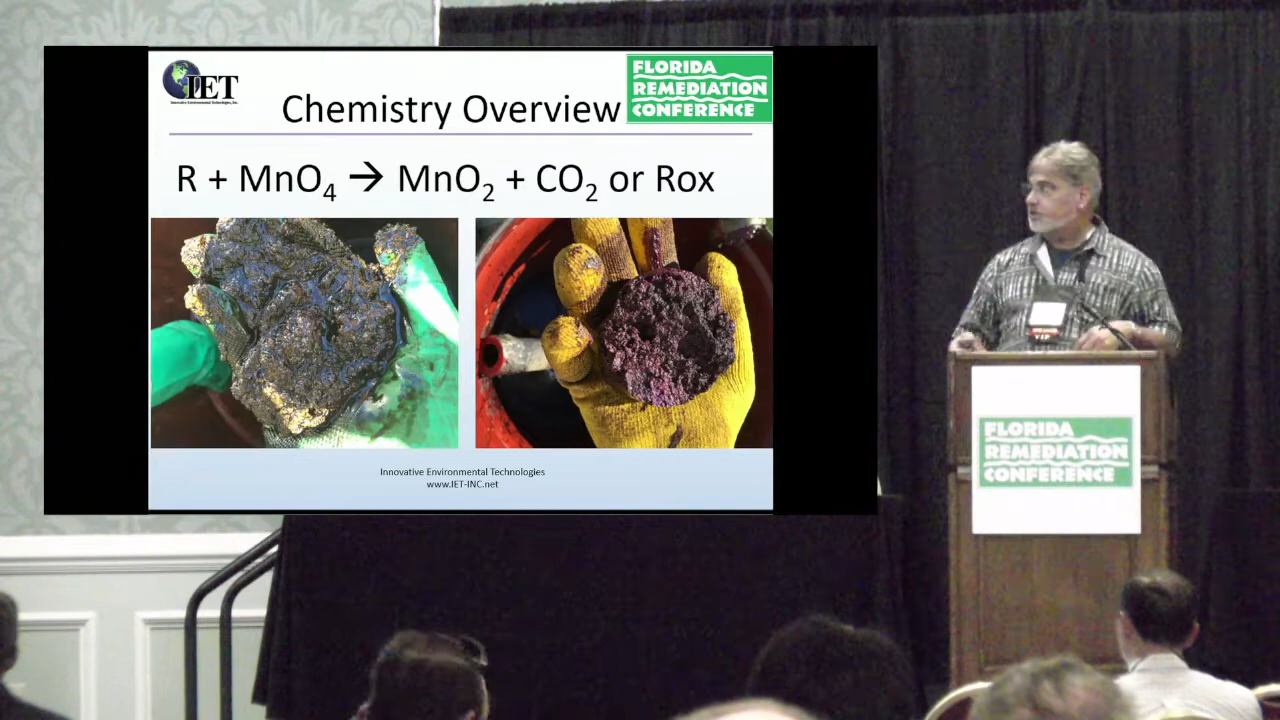 IET
Innovative Environmental Technologies, Inc.
FLORIDA
REMEDIATION
CONFERENCE
Chemistry Overview
R + MnO₄ → MnO₂ + CO₂ or Rox
Innovative Environmental Technologies
www.IET-INC.net
FLORIDA
REMEDIATION
CONFERENCE